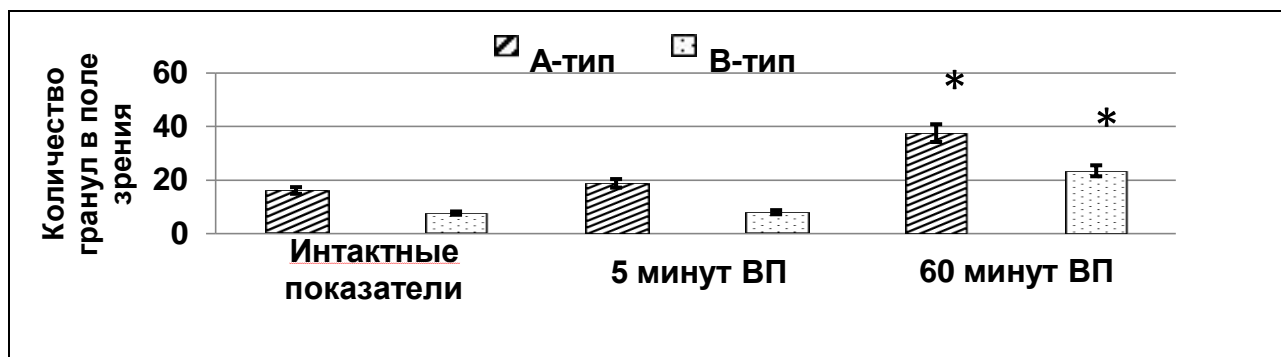 Количество
гранул в поле
зрения
А-тип В-тип
60
40
20
0
* *
Интактные
показатели
5 минут ВП
60 минут ВП